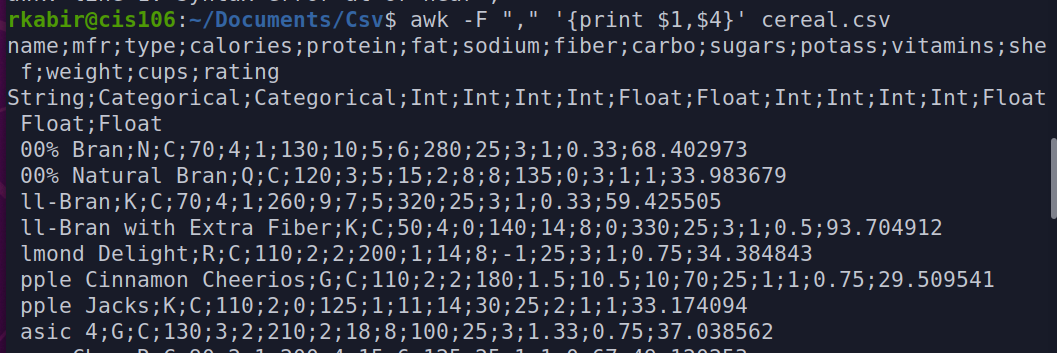 rkabir@cis106:~/Documents/Csv$ awk -F "," '{print $1,$4}' cereal.csv
name;mfr;type;calories;protein;fat;sodium;fiber;carbo;sugars;potass;vitamins;she
f;weight;cups;rating
String;Categorical;Categorical;Int;Int;Int;Int;Float;Float;Int;Int;Int;Int;Float
Float;Float
00% Bran;N;C;70;4;1;130;10;5;6;280;25;3;1;0.33;68.402973
00% Natural Bran;Q;C;120;3;5;15;2;8;8;135;0;3;1;1;33.983679
ll-Bran;K;C;70;4;1;260;9;7;5;320;25;3;1;0.33;59.425505
ll-Bran with Extra Fiber;K;C;50;4;0;140;14;8;0;330;25;3;1;0.5;93.704912
lmond Delight;R;C;110;2;2;200;1;14;8;-1;25;3;1;0.75;34.384843
pple Cinnamon Cheerios;G;C;110;2;2;180;1.5;10.5;10;70;25;1;1;0.75;29.509541
pple Jacks;K;C;110;2;0;125;1;11;14;30;25;2;1;1;33.174094
asic 4;G;C;130;3;2;210;2;18;8;100;25;3;1.33;0.75;37.038562